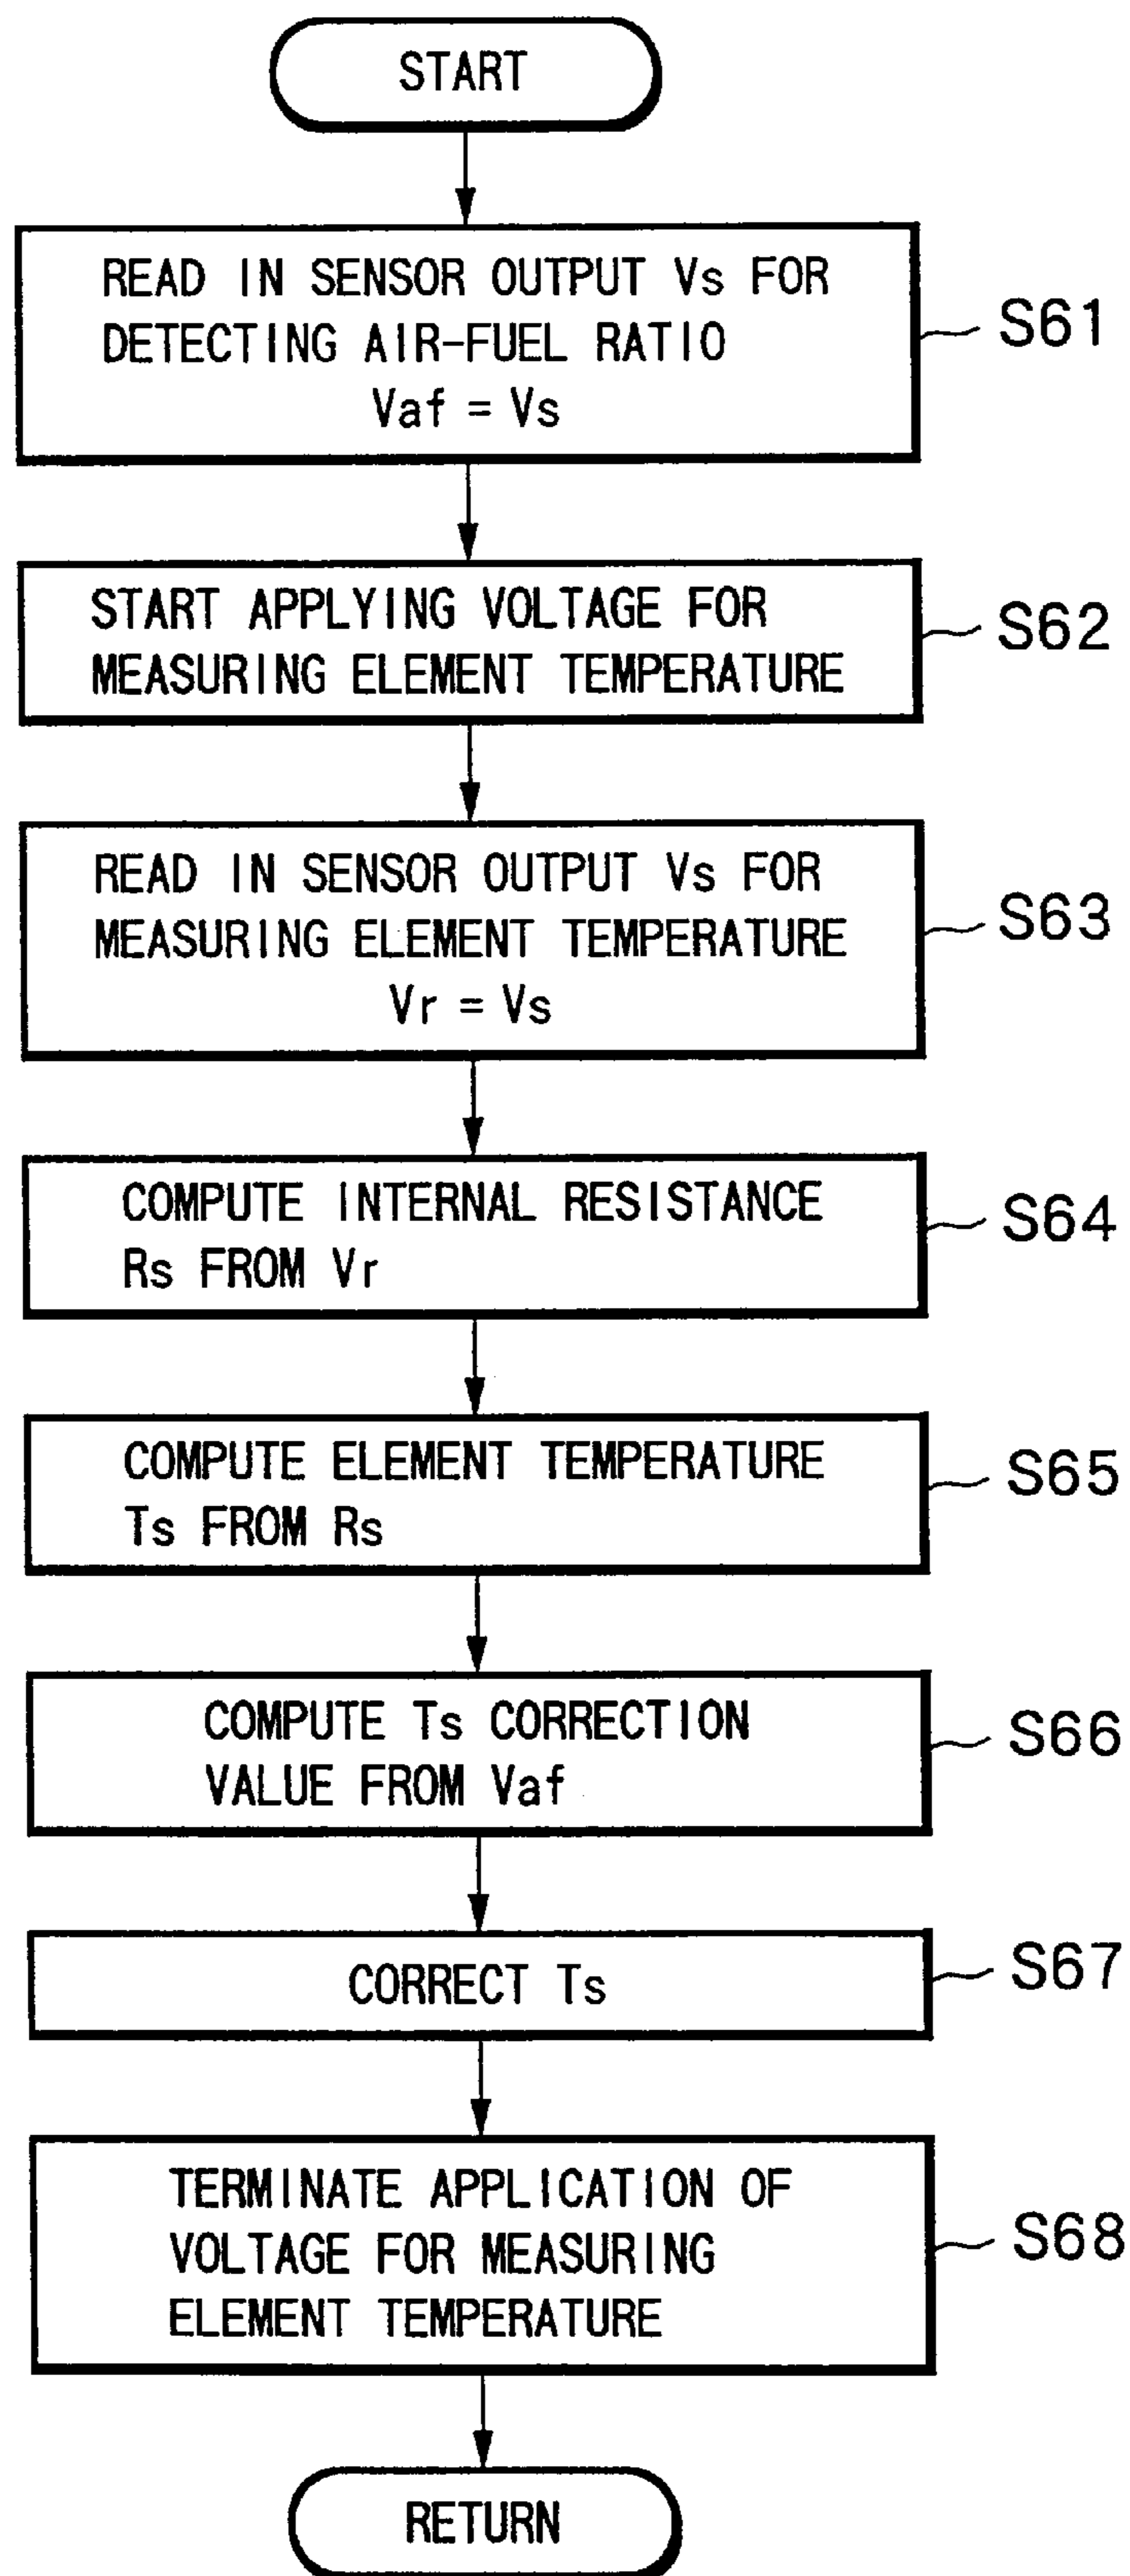 START
READ IN SENSOR OUTPUT Vs FOR
DETECTING AIR-FUEL RATIO
Vaf = Vs
S61
START APPLYING VOLTAGE FOR
MEASURING ELEMENT TEMPERATURE
S62
READ IN SENSOR OUTPUT Vs FOR
MEASURING ELEMENT TEMPERATURE
Vr = Vs
S63
COMPUTE INTERNAL RESISTANCE
Rs FROM Vr
S64
COMPUTE ELEMENT TEMPERATURE
Ts FROM Rs
S65
COMPUTE Ts CORRECTION
VALUE FROM Vaf
S66
CORRECT Ts
S67
TERMINATE APPLICATION OF
VOLTAGE FOR MEASURING
ELEMENT TEMPERATURE
S68
RETURN